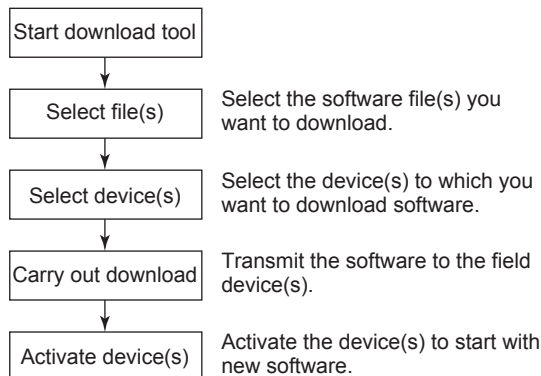 Start download tool
Select file(s)
Select the software file(s) you
want to download.
Select device(s)
Select the device(s) to which you
want to download software.
Carry out download
Transmit the software to the field
device(s).
Activate device(s)
Activate the device(s) to start with
new software.